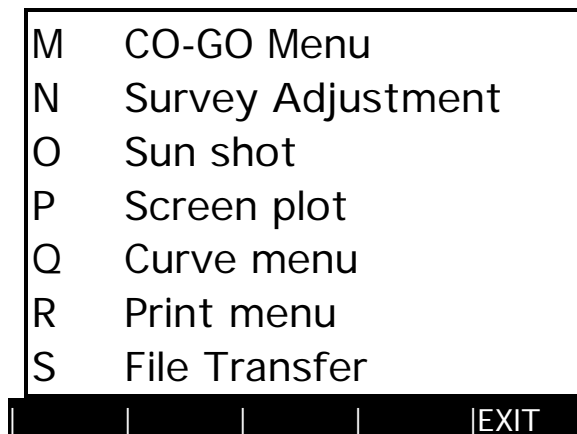 M CO-GO Menu
N Survey Adjustment
O Sun shot
P Screen plot
Q Curve menu
R Print menu
S File Transfer
| | | | |EXIT